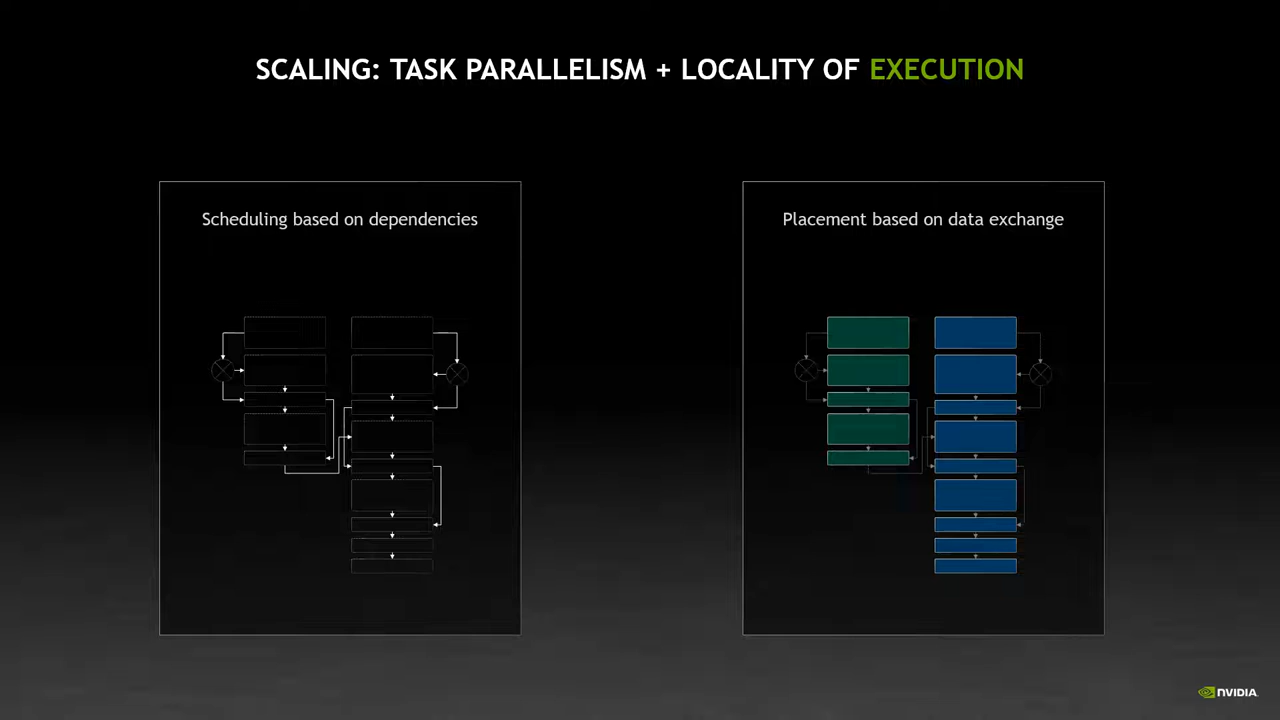 SCALING: TASK PARALLELISM + LOCALITY OF EXECUTION
Scheduling based on dependencies
Placement based on data exchange
NVIDIA